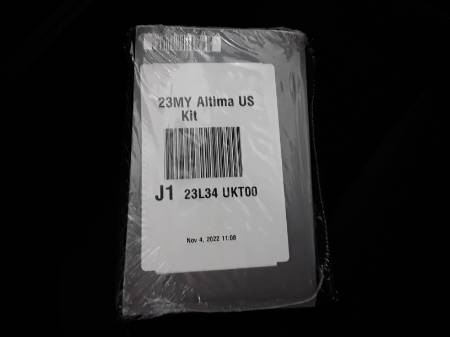 23MY Altima US
Kit
J1 23L34 UKT00
Nov 4, 2022 11:08